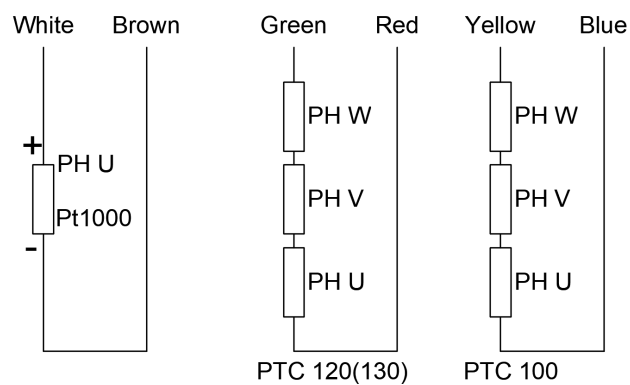 White Brown Green Red Yellow Blue
PH W PH W
+
PH U
PH V PH V
Pt1000
-
PH U PH U
PTC 120(130) PTC 100